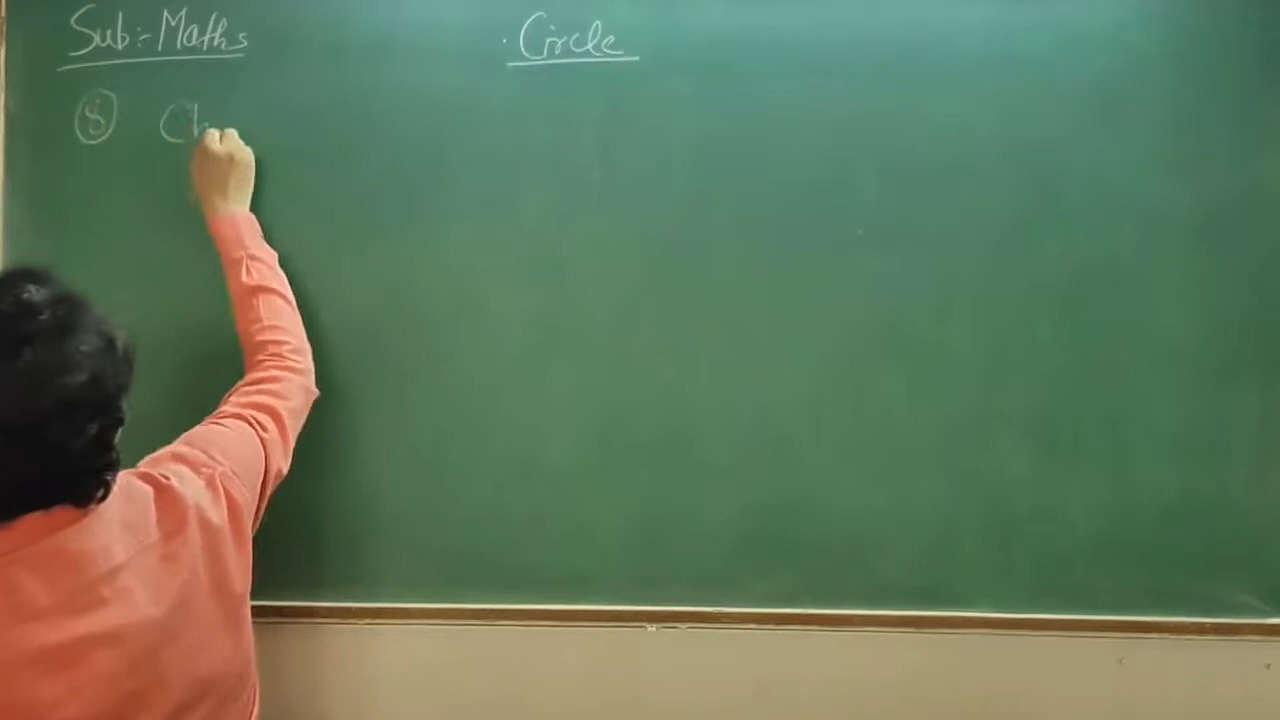 Sub:- Maths
Circle
⑧ Ch